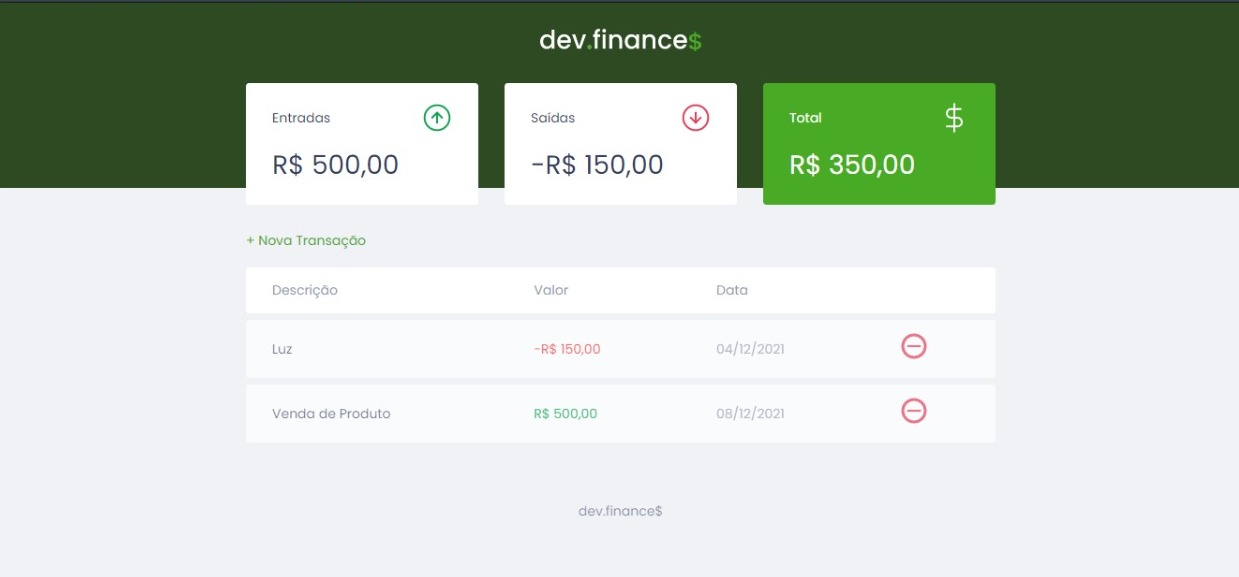 dev.finance$
Entradas
Saídas
Total
$
R$ 500,00
-R$ 150,00
R$ 350,00
+ Nova Transação
Descrição Valor Data
Luz -R$ 150,00 04/12/2021
Venda de Produto R$ 500,00 08/12/2021
dev.finance$